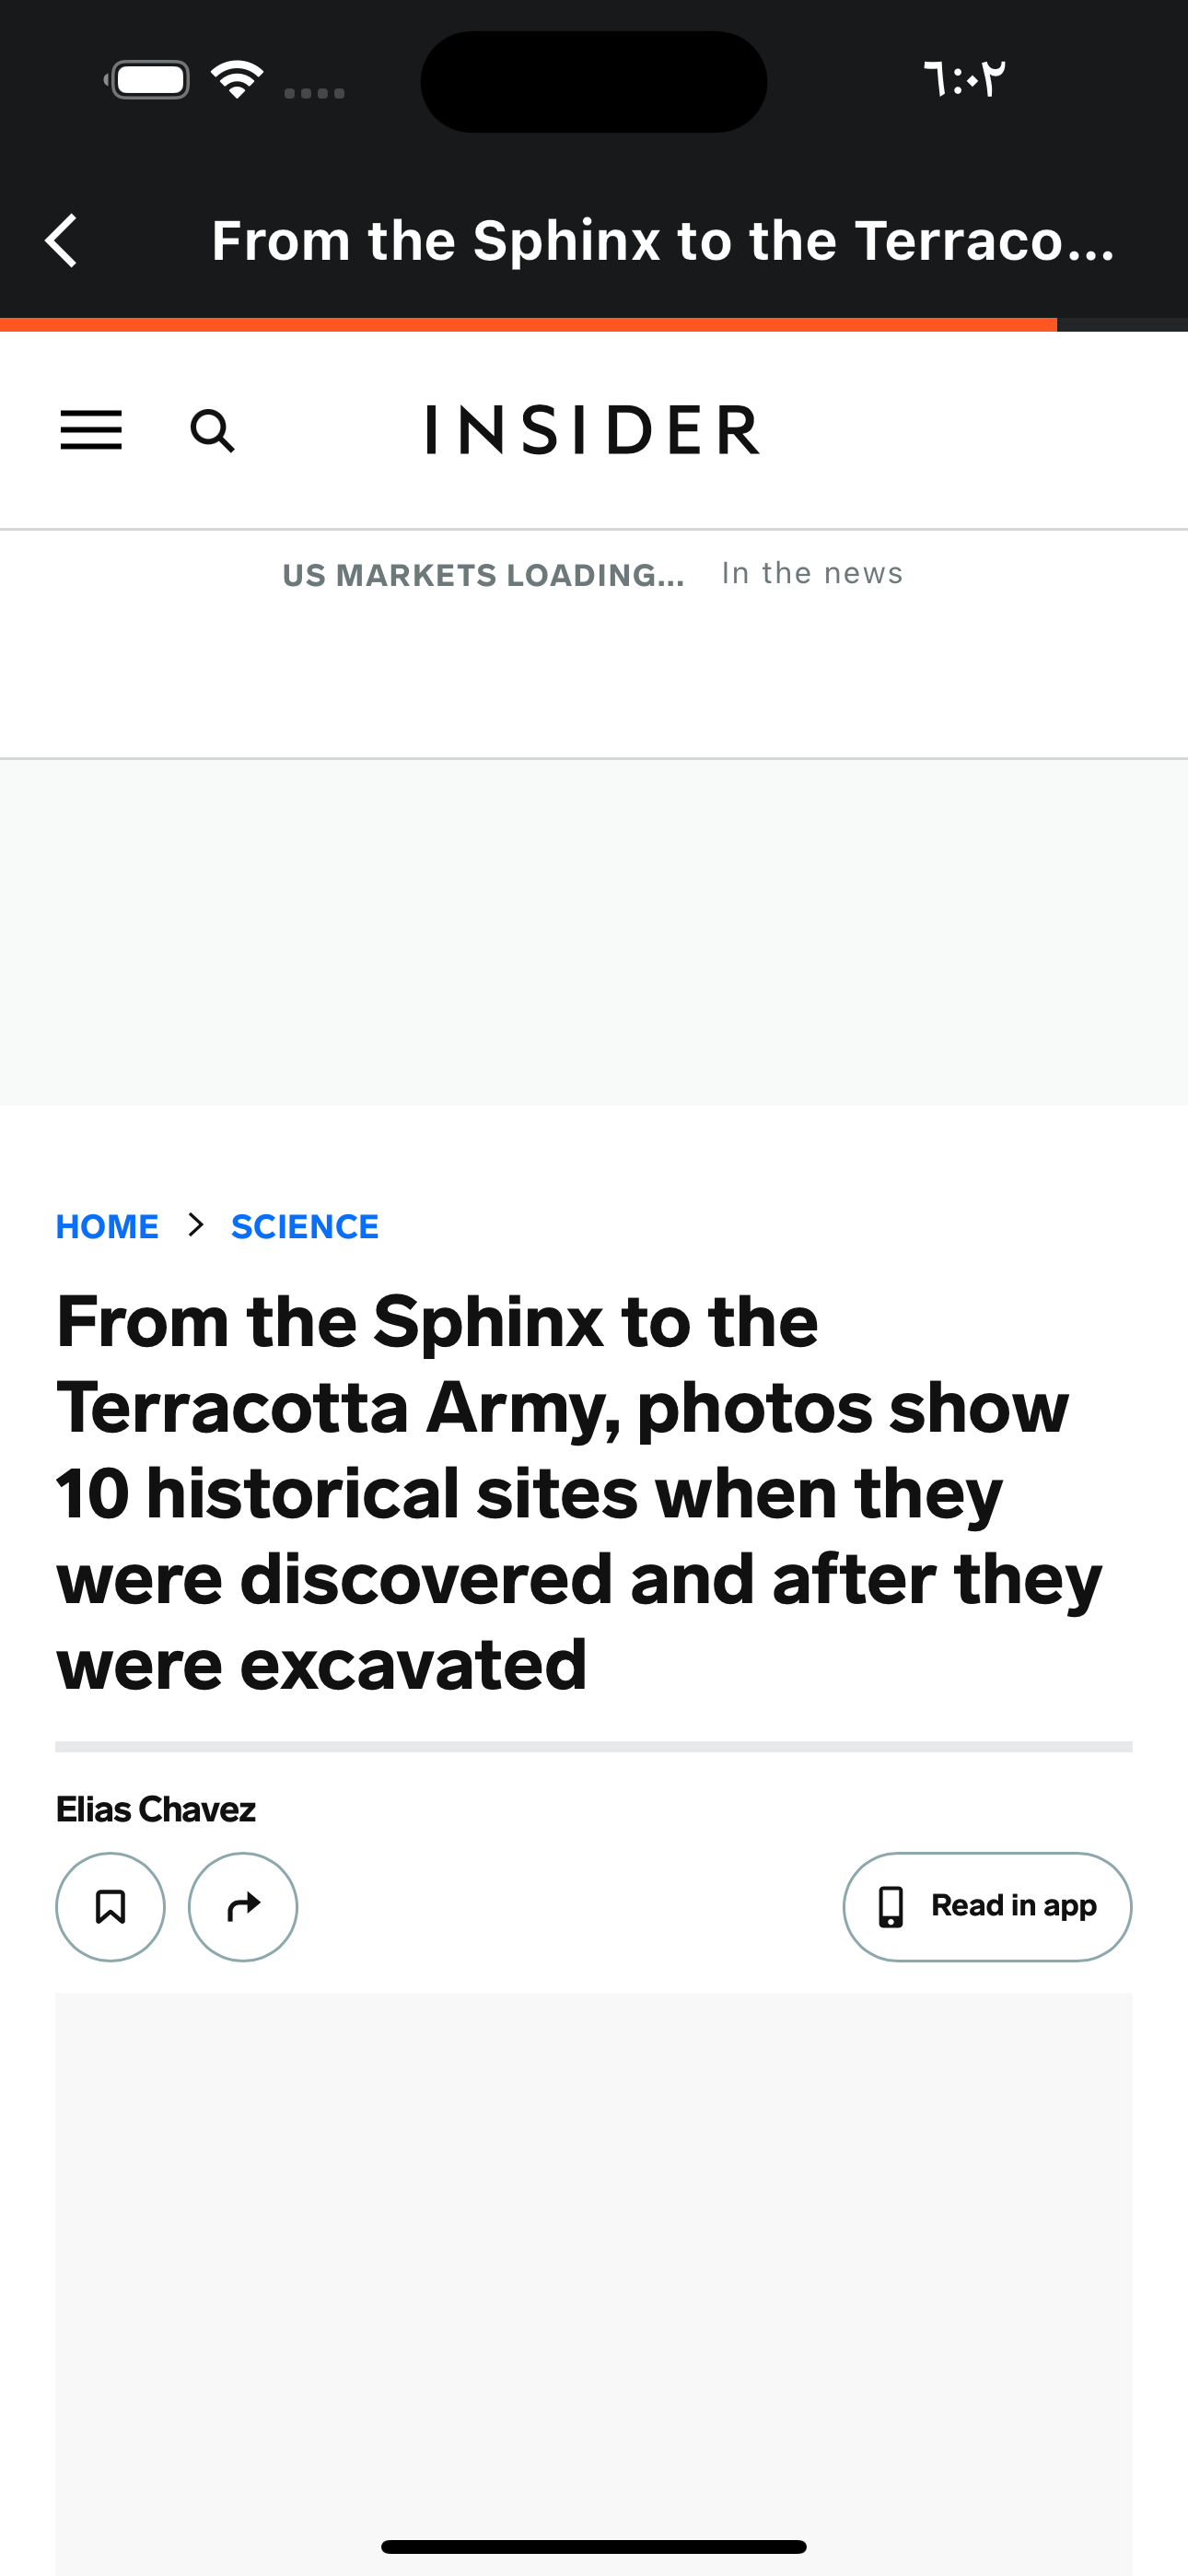 ٦:٠٢
From the Sphinx to the Terraco...
INSIDER
US MARKETS LOADING... In the news
HOME > SCIENCE
From the Sphinx to the
Terracotta Army, photos show
10 historical sites when they
were discovered and after they
were excavated
Elias Chavez
Read in app